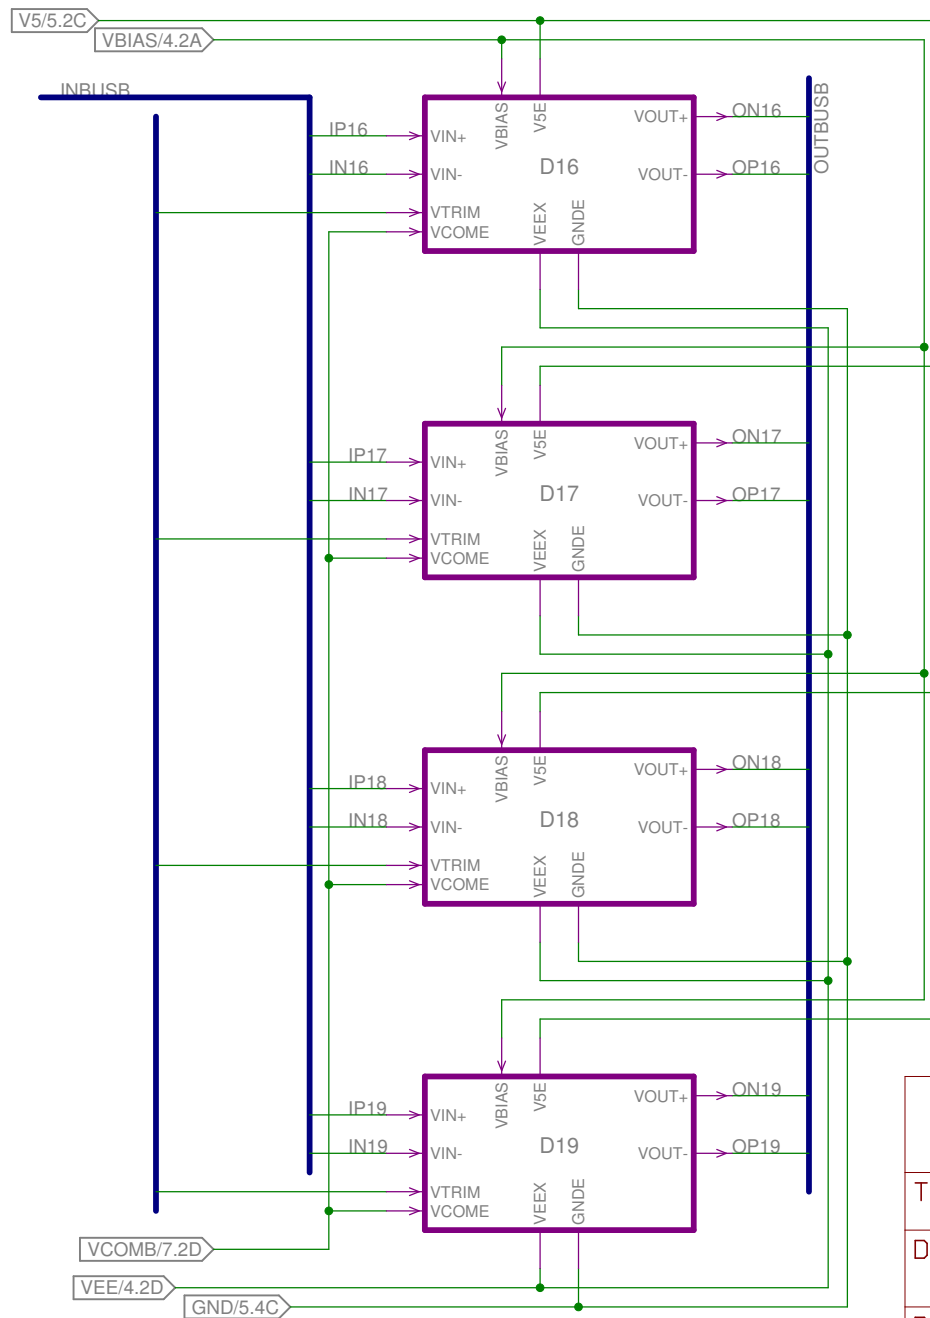 V5/5.2C
VBIAS/4.2A
INBUSB
OUTBUSB
IP16
IN16
VIN+
VIN-
VTRIM
VCOME
VBIAS
V5E
D16
VEEX
GNDE
VOUT+
VOUT-
ON16
OP16
IP17
IN17
VIN+
VIN-
VTRIM
VCOME
VBIAS
V5E
D17
VEEX
GNDE
VOUT+
VOUT-
ON17
OP17
IP18
IN18
VIN+
VIN-
VTRIM
VCOME
VBIAS
V5E
D18
VEEX
GNDE
VOUT+
VOUT-
ON18
OP18
IP19
IN19
VIN+
VIN-
VTRIM
VCOME
VBIAS
V5E
D19
VEEX
GNDE
VOUT+
VOUT-
ON19
OP19
T
D
VCOMB/7.2D
VEE/4.2D
GND/5.4C